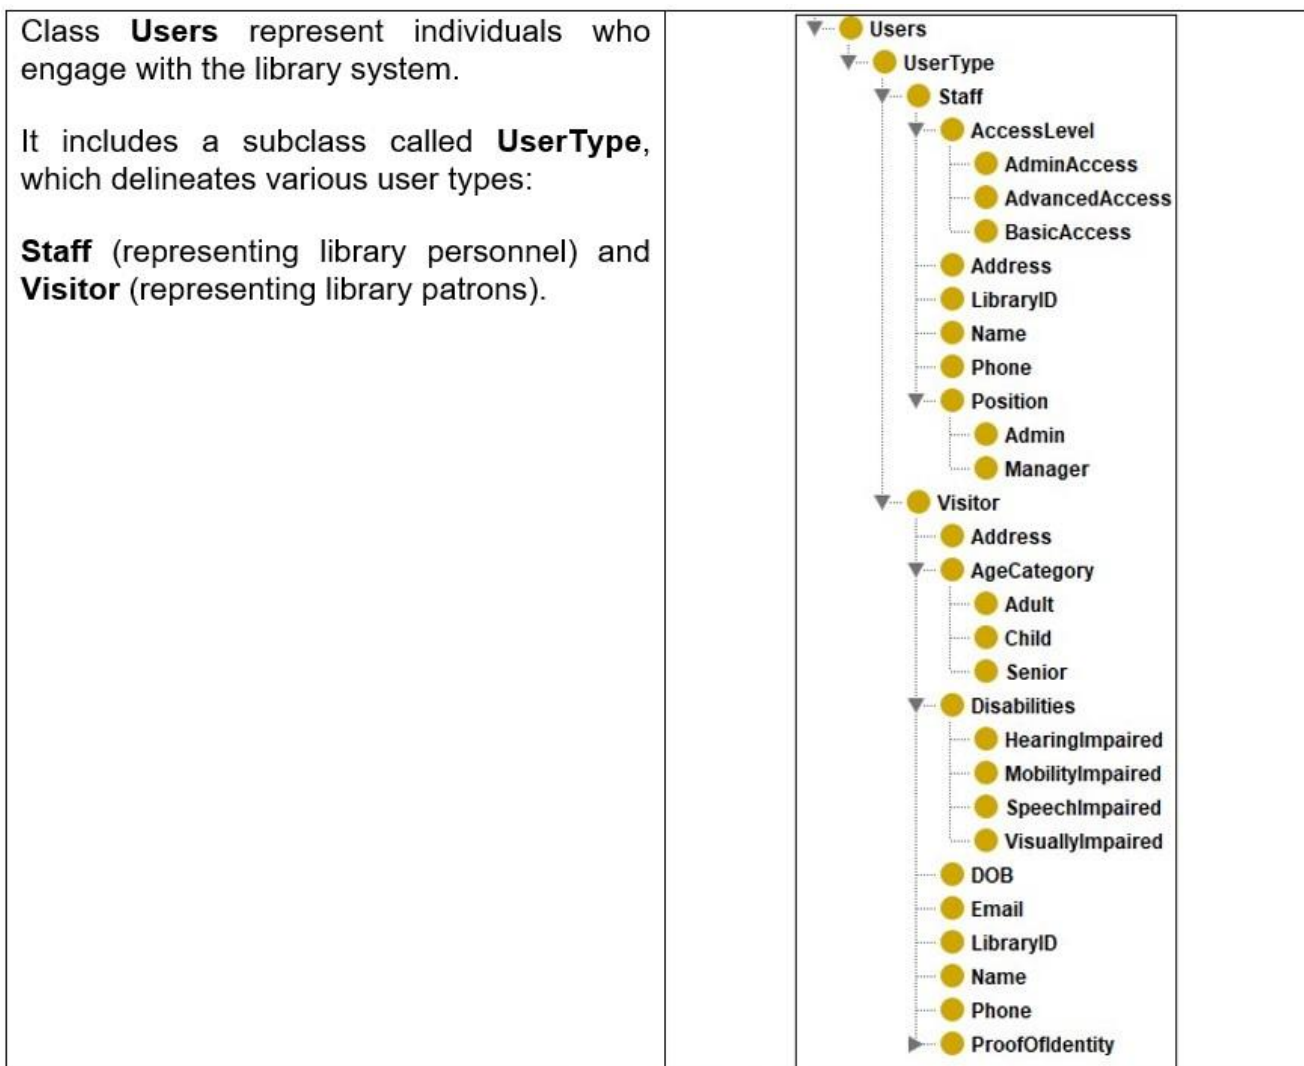 Class Users represent individuals who
engage with the library system.
It includes a subclass called UserType,
which delineates various user types:
Staff (representing library personnel) and
Visitor (representing library patrons).
Users
UserType
Staff
AccessLevel
AdminAccess
AdvancedAccess
BasicAccess
Address
LibraryID
Name
Phone
Position
Admin
Manager
Visitor
Address
AgeCategory
Adult
Child
Senior
Disabilities
HearingImpaired
MobilityImpaired
SpeechImpaired
VisuallyImpaired
DOB
Email
LibraryID
Name
Phone
ProofOfIdentity